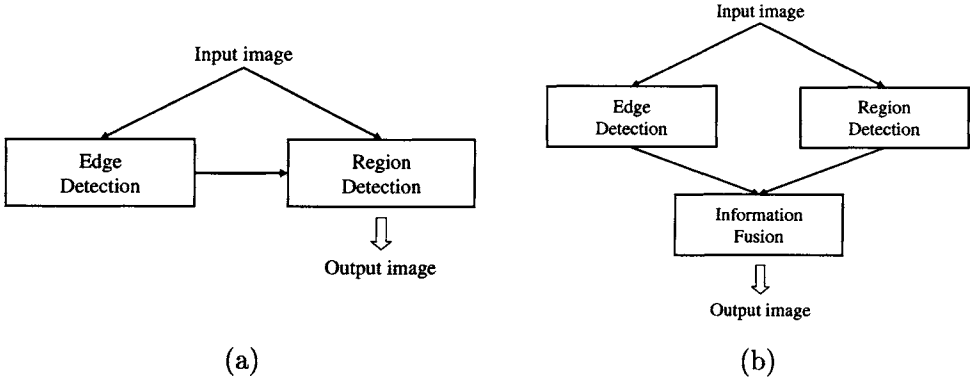 Input image
Edge
Detection
Region
Detection
Output image
(a)
Input image
Edge
Detection
Region
Detection
Information
Fusion
Output image
(b)